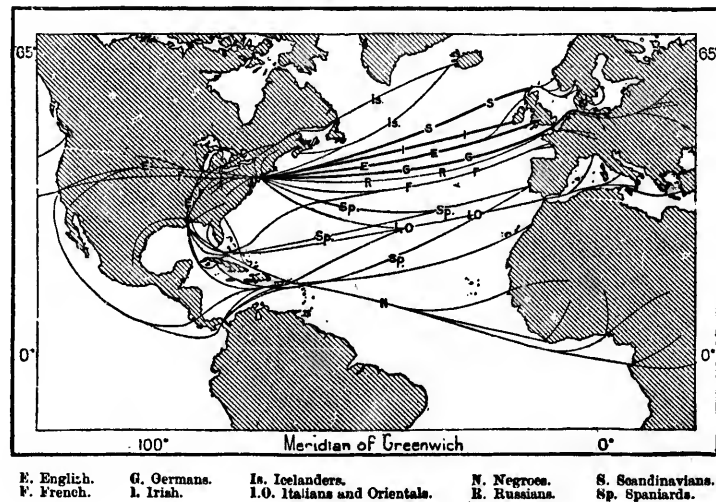 65°
65°
Is.
S
Is.
S
I
I
E
E
E
G
G
R
R
F
F
Sp.
Sp.
I.O
I.O
Sp.
Sp.
N
0°
0°
100° Meridian of Greenwich 0°
E. English. G. Germans. Is. Icelanders. N. Negroes. S. Scandinavians.
F. French. I. Irish. I.O. Italians and Orientals. R. Russians. Sp. Spaniards.